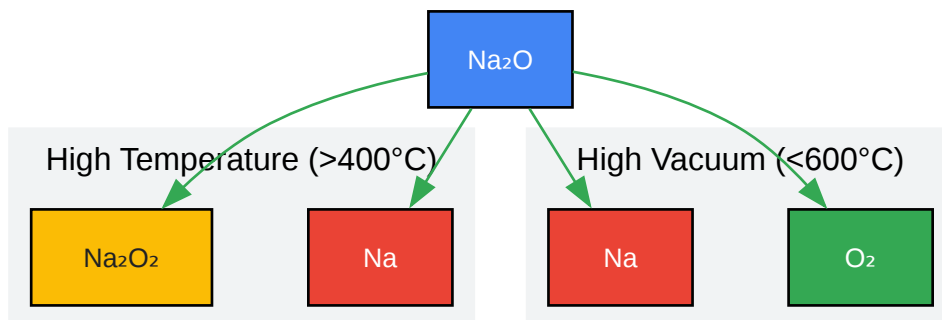 Na₂O
High Temperature (>400°C)
High Vacuum (<600°C)
Na₂O₂
Na
Na
O₂